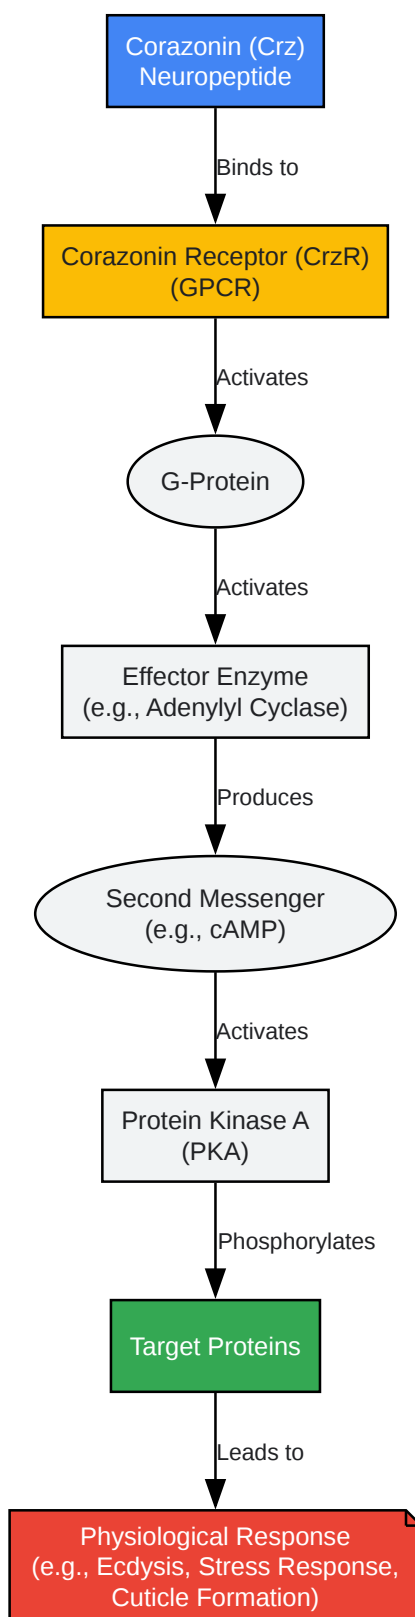 Corazonin (Crz)
Neuropeptide
Binds to
Corazonin Receptor (CrzR)
(GPCR)
Activates
G-Protein
Activates
Effector Enzyme
(e.g., Adenylyl Cyclase)
Produces
Second Messenger
(e.g., cAMP)
Activates
Protein Kinase A
(PKA)
Phosphorylates
Target Proteins
Leads to
Physiological Response
(e.g., Ecdysis, Stress Response,
Cuticle Formation)